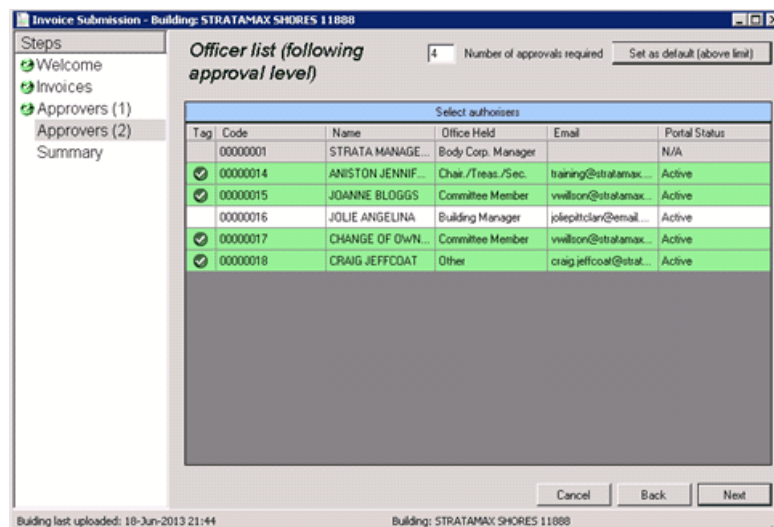 Invoice Submission - Building: STRATAMAX SHORES 11888
Steps
Welcome
Invoices
Approvers (1)
Approvers (2)
Summary
Officer list (following
approval level)
4 Number of approvals required Set as default (above limit)
Select authorisers
Tag Code Name Office Held Email Portal Status
00000001 STRATA MANAGE... Body Corp. Manager N/A
00000014 ANISTON JENNIF... Chair./Treas./Sec. training@stratamax.... Active
00000015 JOANNE BLOGGS Committee Member vwillson@stratamax... Active
00000016 JOLIE ANGELINA Building Manager joliepittclan@email.... Active
00000017 CHANGE OF OWN... Committee Member vwillson@stratamax... Active
00000018 CRAIG JEFFCOAT Other craig.jeffcoat@strat... Active
Cancel Back Next
Buiding last uploaded: 18-Jun-2013 21:44 Building: STRATAMAX SHORES 11888